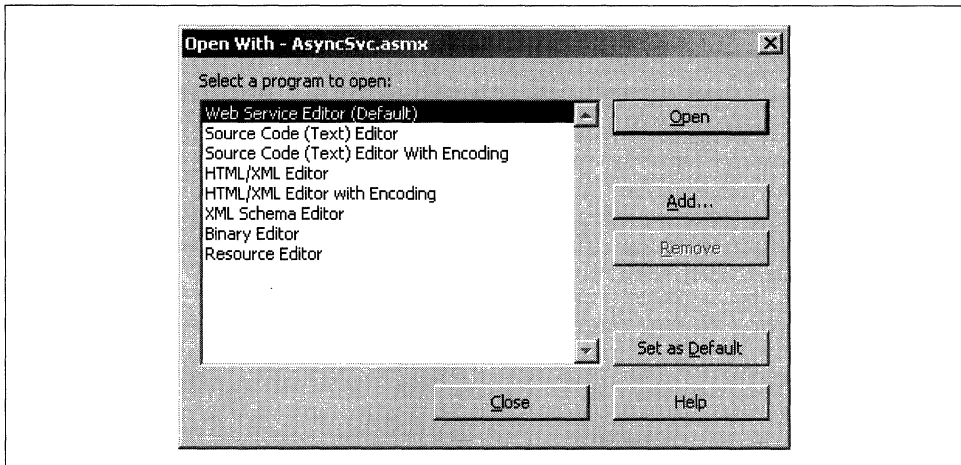 Open With - AsyncSvc.asmx
Select a program to open:
Web Service Editor (Default)
Source Code (Text) Editor
Source Code (Text) Editor With Encoding
HTML/XML Editor
HTML/XML Editor with Encoding
XML Schema Editor
Binary Editor
Resource Editor
Open
Add...
Remove
Set as Default
Close
Help